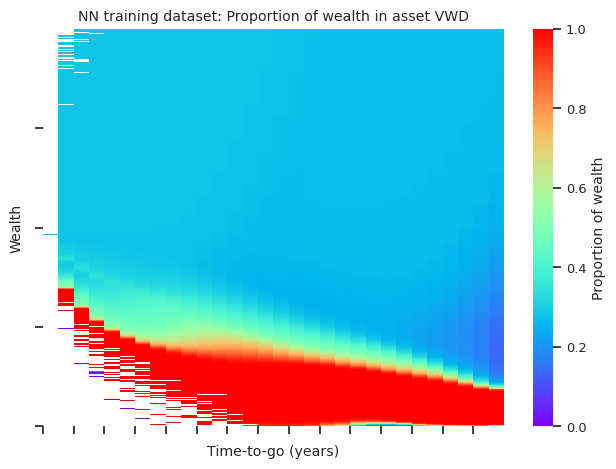 NN training dataset: Proportion of wealth in asset VWD
Wealth
Time-to-go (years)
1.0
0.8
0.6
0.4
0.2
0.0
Proportion of wealth